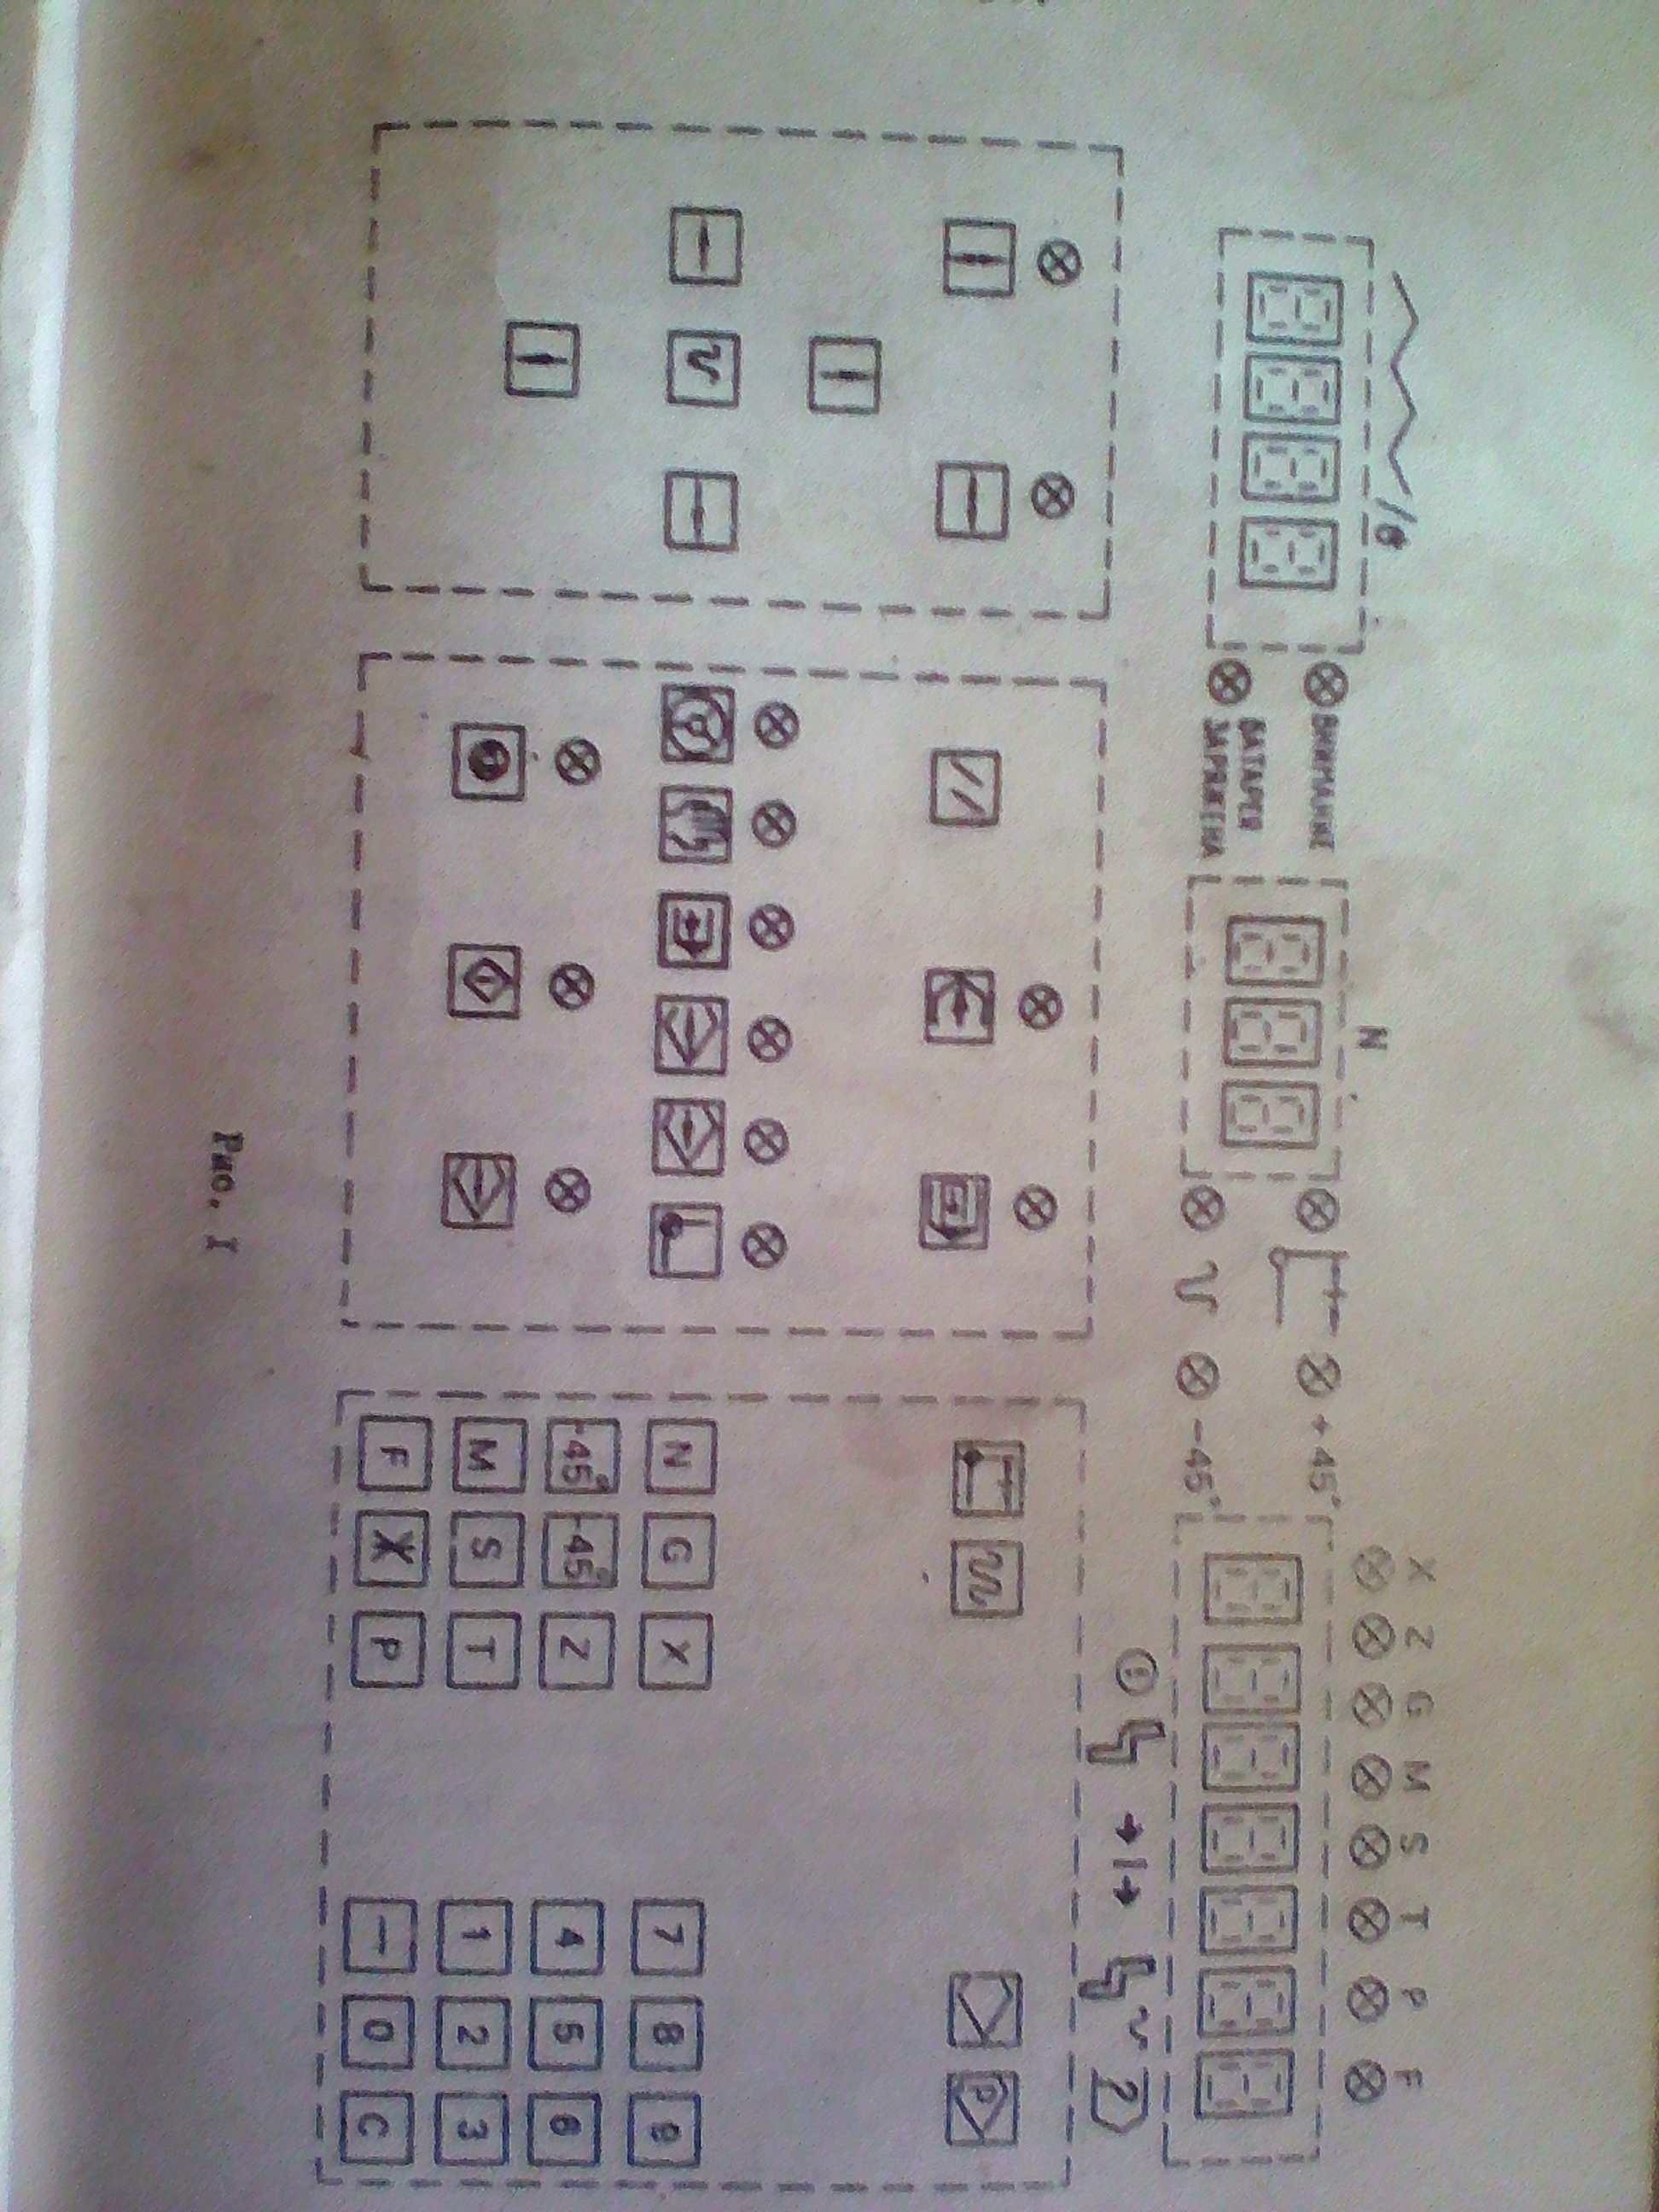 X Z G M S T P F
N
ВНИМАНИЕ
БАТАРЕЯ
ЗАРЯЖЕНА
+45°
-45°
N G X
7 8 9
-45° -45° Z
4 5 6
M S T
1 2 3
F Ж P
— 0 C
Рис. I